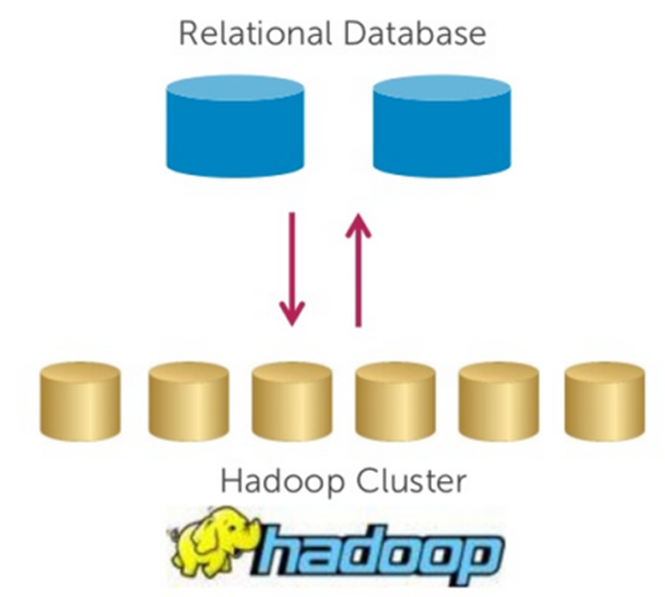 Relational Database
Hadoop Cluster
hadoop